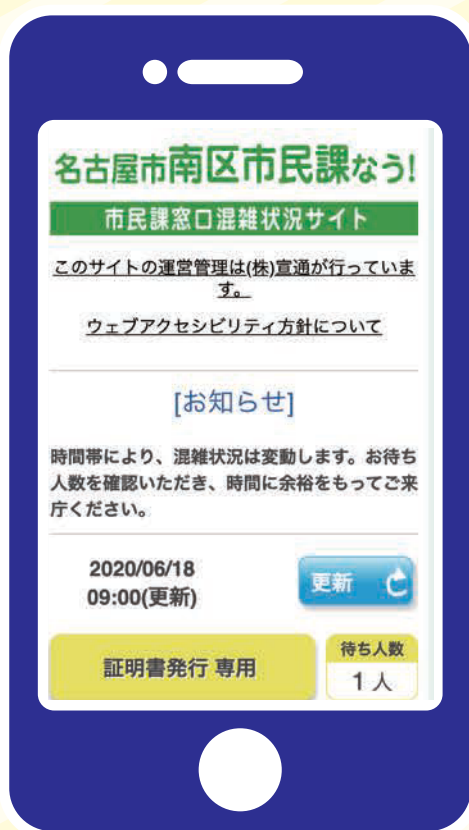 名古屋市南区市民課なう!
市民課窓口混雑状況サイト
このサイトの運営管理は(株)宣通が行っていま
す。
ウェブアクセシビリティ方針について
[お知らせ]
時間帯により、混雑状況は変動します。お待ち
人数を確認いただき、時間に余裕をもってご来
庁ください。
2020/06/18
09:00(更新)
更新
証明書発行 専用
待ち人数
1人